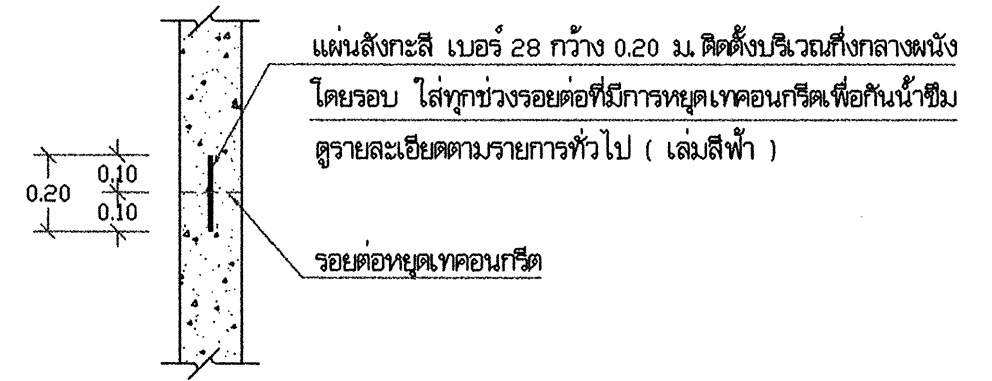 แผ่นสังกะสี เบอร์ 28 กว้าง 0.20 ม. ติดตั้งบริเวณกึ่งกลางผนัง
โดยรอบ ใส่ทุกช่วงรอยต่อที่มีการหยุดเทคอนกรีตเพื่อกันน้ำซึม
ดูรายละเอียดตามรายการทั่วไป ( เล่มสีฟ้า )
0.10
0.20
0.10
รอยต่อหยุดเทคอนกรีต